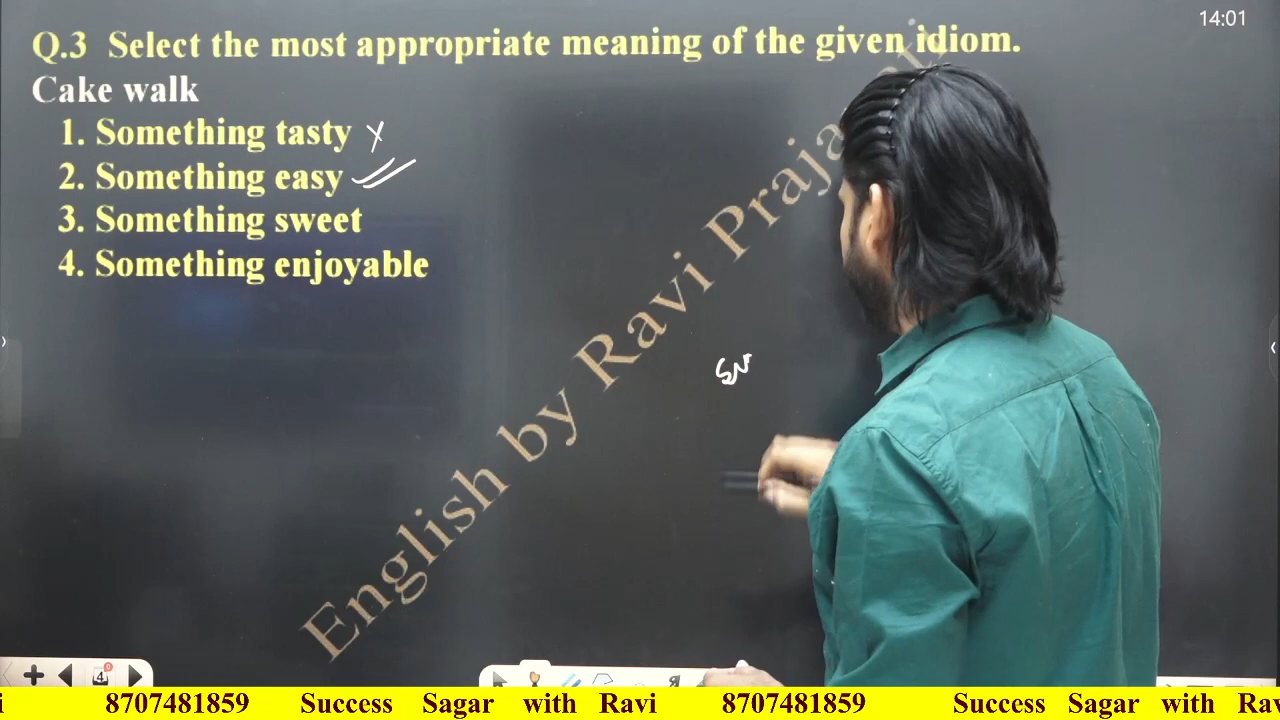 14:01
Q.3 Select the most appropriate meaning of the given idiom.
Cake walk
1. Something tasty
2. Something easy
3. Something sweet
4. Something enjoyable
English by Ravi
8707481859 Success Sagar with Ravi 8707481859 Success Sagar with